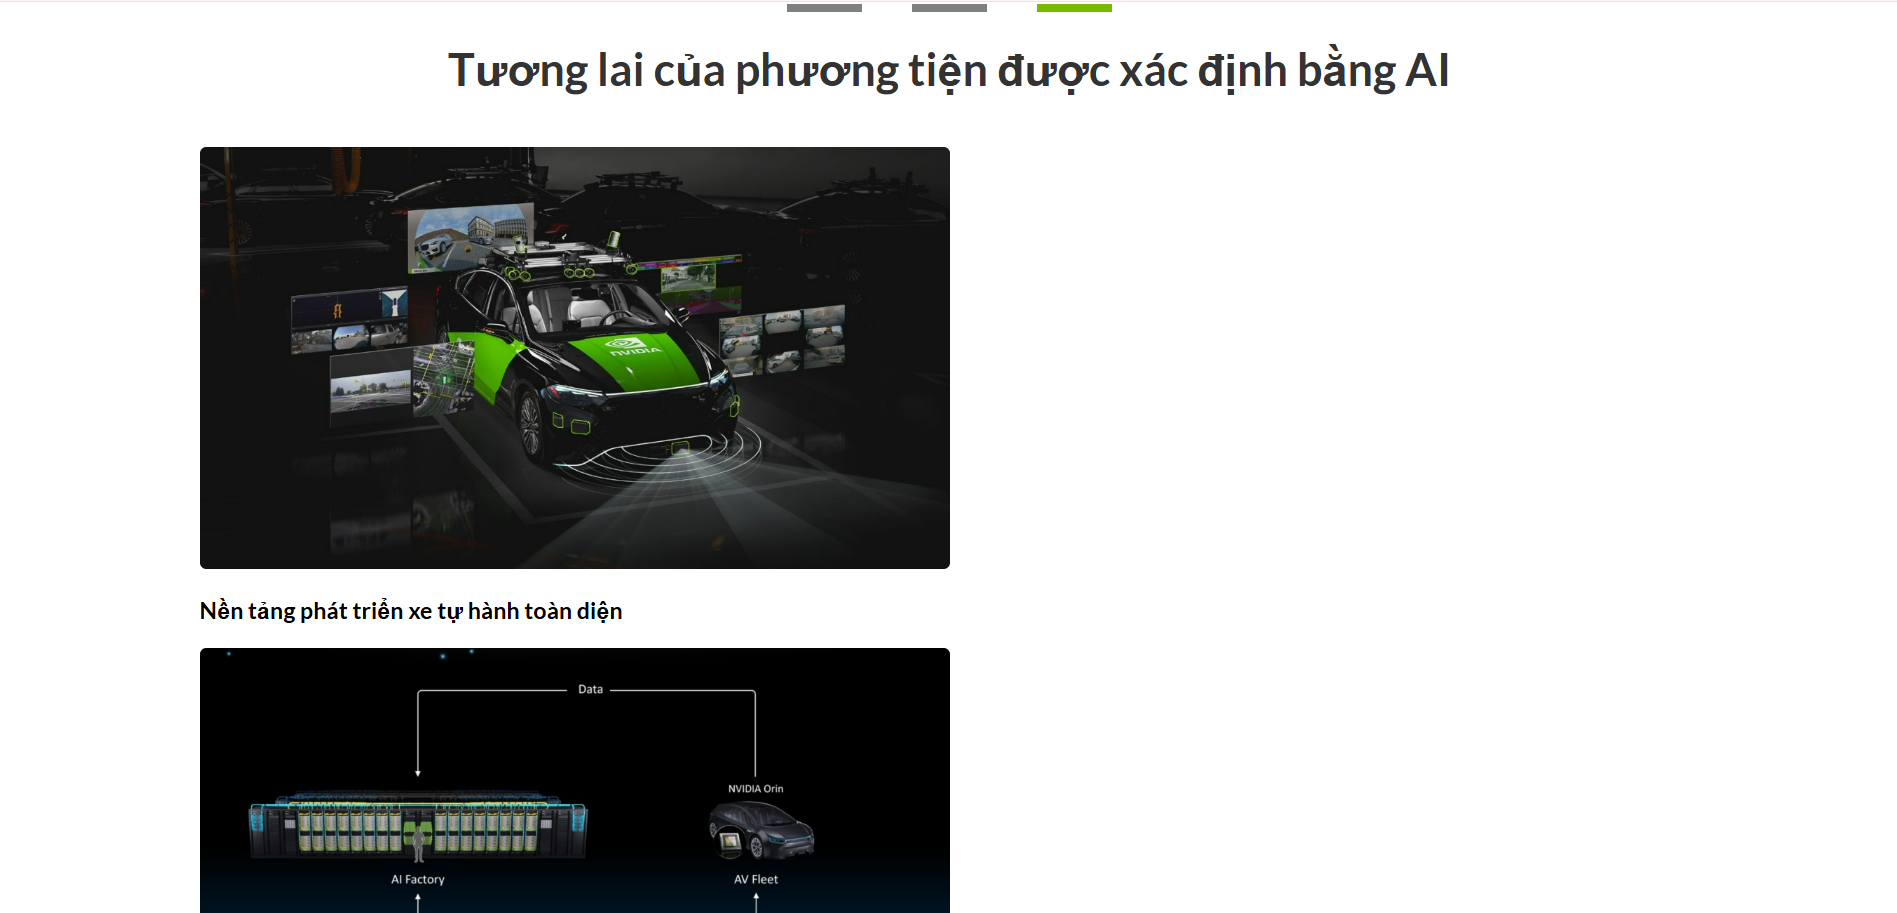 Tương lai của phương tiện được xác định bằng AI
NVIDIA
Nền tảng phát triển xe tự hành toàn diện
Data
NVIDIA Orin
AI Factory
AV Fleet